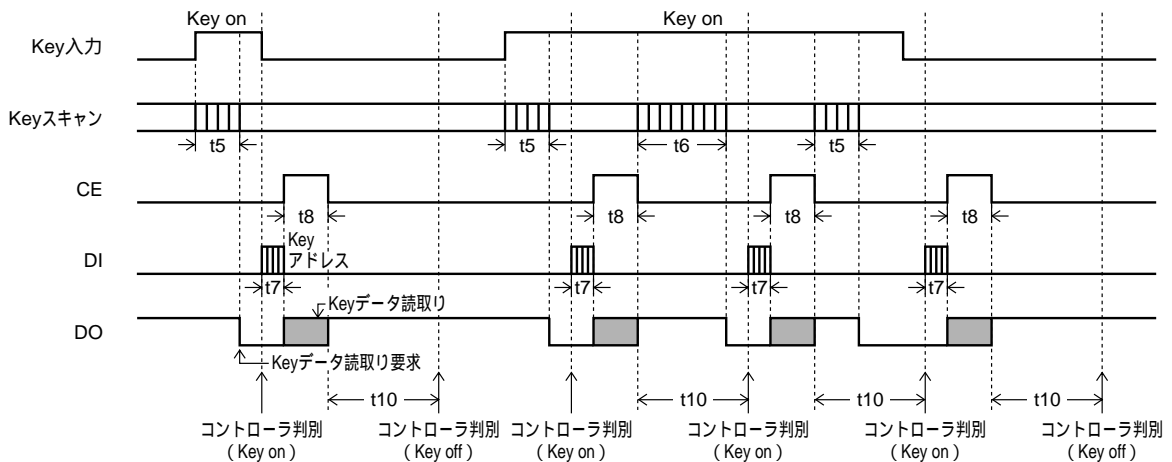 Key on
Key on
Key入力
Keyスキャン
t5
t5
t6
t5
CE
t8
t8
t8
t8
DI
Key
アドレス
t7
t7
t7
t7
DO
Keyデータ読取り
Keyデータ読取り要求
t10
t10
t10
t10
コントローラ判別
(Key on)
コントローラ判別
(Key off)
コントローラ判別
(Key on)
コントローラ判別
(Key on)
コントローラ判別
(Key on)
コントローラ判別
(Key off)